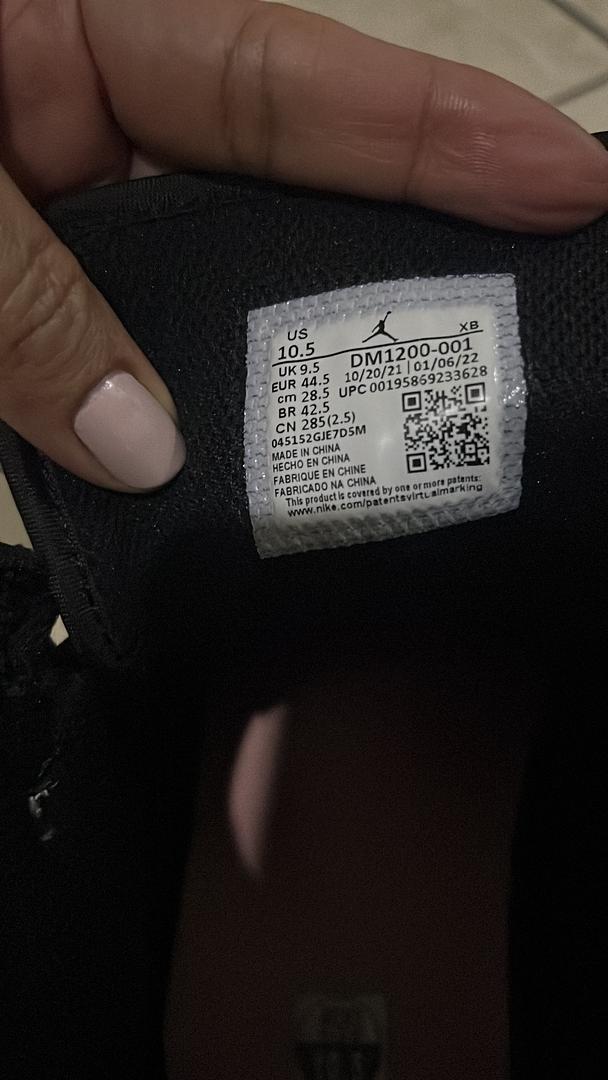 US
10.5
XB
DM1200-001
UK 9.5
10/20/21 | 01/06/22
EUR 44.5
UPC 00195869233628
cm 28.5
BR 42.5
CN 285(2.5)
045152GJE7D5M
MADE IN CHINA
HECHO EN CHINA
FABRIQUE EN CHINE
FABRICADO NA CHINA
This product is covered by one or more patents:
www.nike.com/patentsvirtualmarking